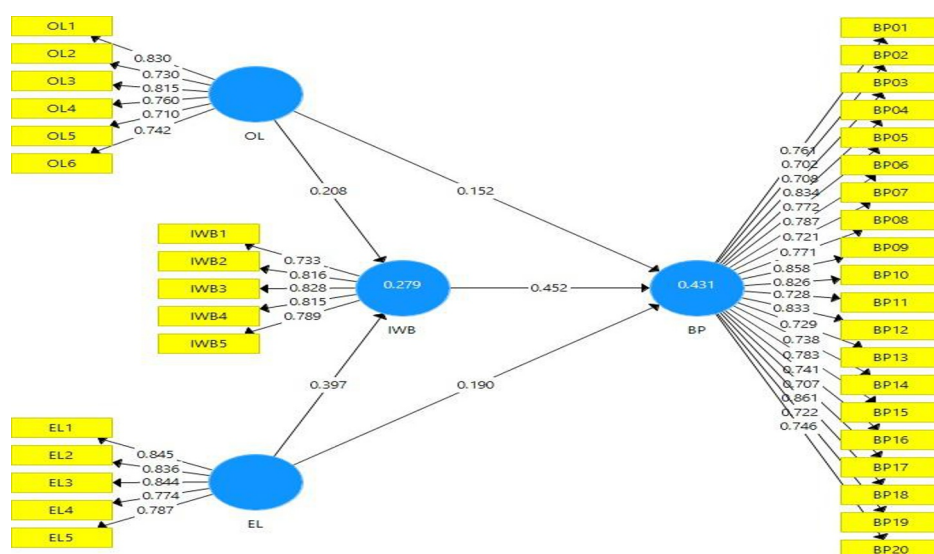 OL1
OL2
OL3
OL4
OL5
OL6
0.830
0.730
0.815
0.760
0.710
0.742
OL
0.208
0.152
IWB1
IWB2
IWB3
IWB4
IWB5
0.733
0.816
0.828
0.815
0.789
0.279
IWB
0.452
0.431
BP
0.397
0.190
EL1
EL2
EL3
EL4
EL5
0.845
0.836
0.844
0.774
0.787
EL
0.761
0.702
0.708
0.834
0.772
0.787
0.721
0.771
0.858
0.826
0.728
0.833
0.729
0.738
0.783
0.741
0.707
0.861
0.722
0.746
BP01
BP02
BP03
BP04
BP05
BP06
BP07
BP08
BP09
BP10
BP11
BP12
BP13
BP14
BP15
BP16
BP17
BP18
BP19
BP20